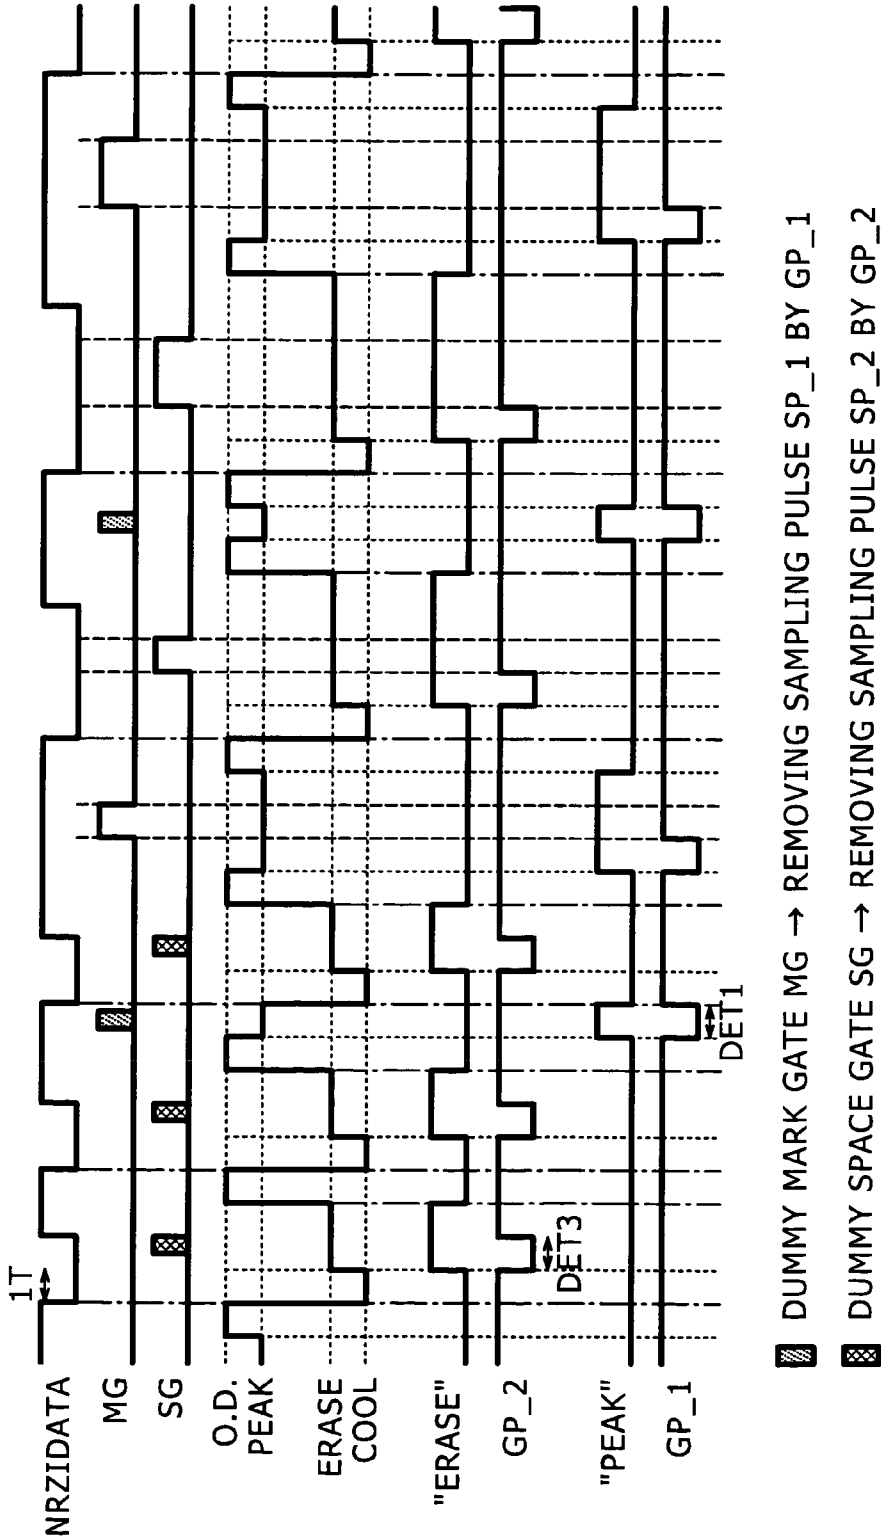 NRZIDATA
1T
MG
SG
O.D.
PEAK
ERASE
COOL
"ERASE"
GP_2
DET3
"PEAK"
GP_1
DET1
DUMMY MARK GATE MG → REMOVING SAMPLING PULSE SP_1 BY GP_1
DUMMY SPACE GATE SG → REMOVING SAMPLING PULSE SP_2 BY GP_2